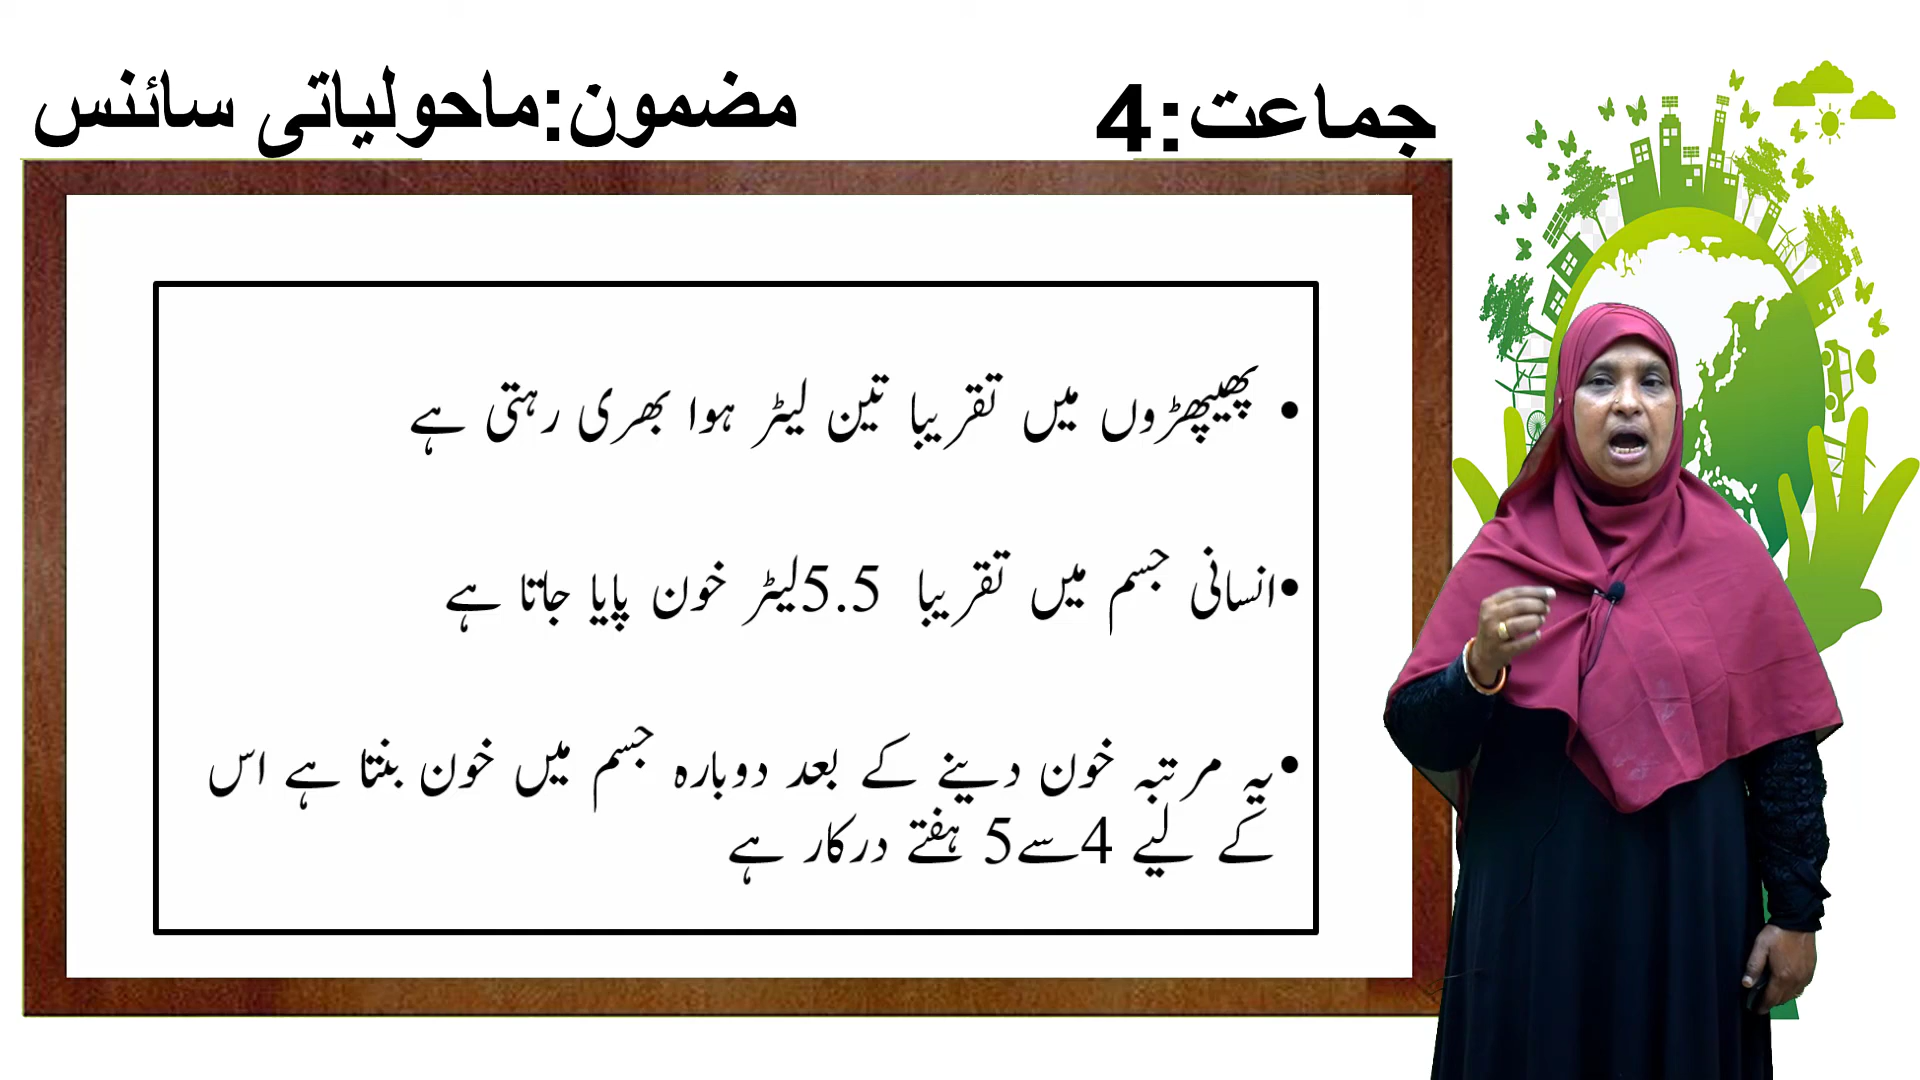 جماعت:4
مضمون:ماحولیاتی سائنس
• پھیپھڑوں میں تقریبا تین لیٹر ہوا بھری رہتی ہے
•انسانی جسم میں تقریبا 5.5لیٹر خون پایا جاتا ہے
•یہ مرتبہ خون دینے کے بعد دوبارہ جسم میں خون بنتا ہے اس
کے لیے 4سے5 ہفتے درکار ہے